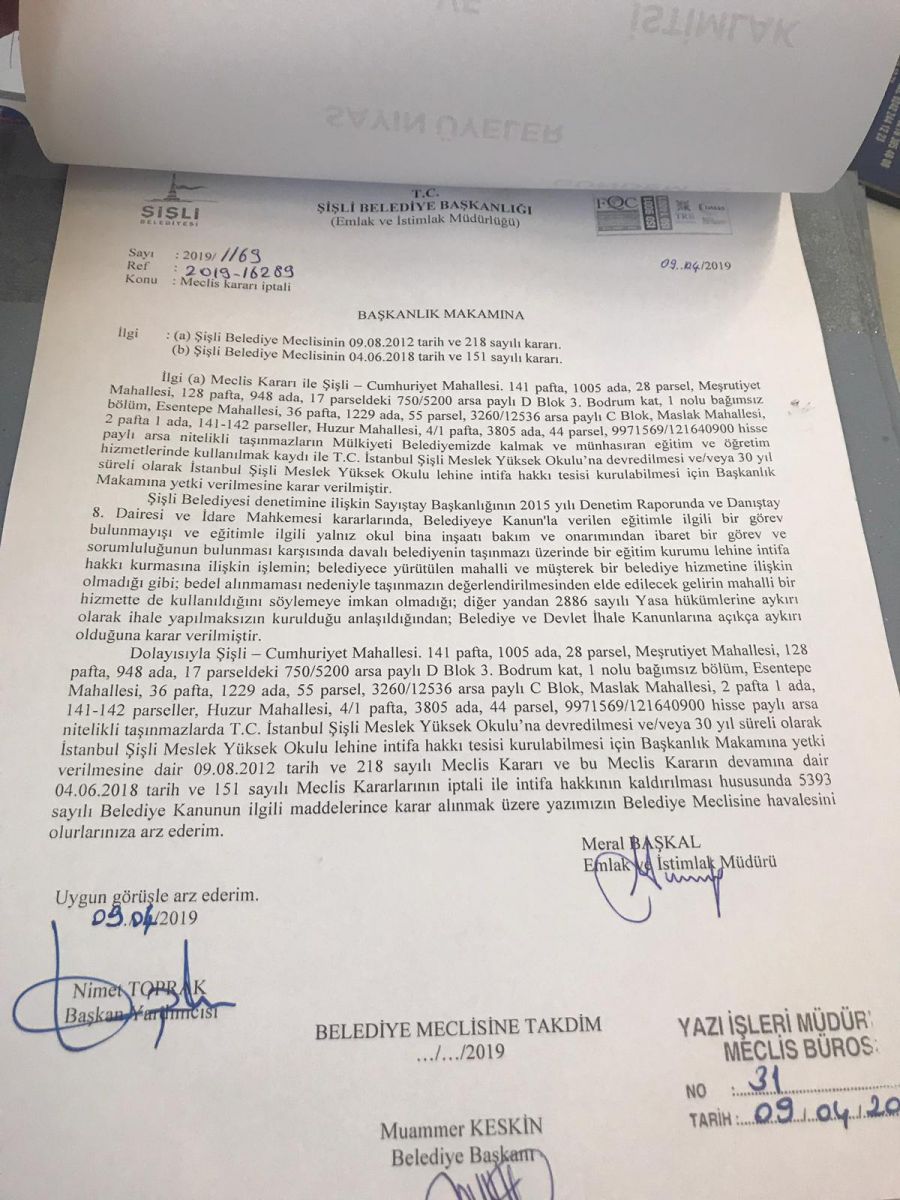 İSTİMLAK
VE
SAYIN ÜYELER
ŞİŞLİ
BELEDİYESİ
T.C.
ŞİŞLİ BELEDİYE BAŞKANLIĞI
(Emlak ve İstimlak Müdürlüğü)
FQC
ISO 9001
Sayı : 2019/ 1169
Ref : 2019-16289
Konu : Meclis kararı iptali
09.04/2019
BAŞKANLIK MAKAMINA
İlgi : (a) Şişli Belediye Meclisinin 09.08.2012 tarih ve 218 sayılı kararı.
(b) Şişli Belediye Meclisinin 04.06.2018 tarih ve 151 sayılı kararı.
İlgi (a) Meclis Kararı ile Şişli – Cumhuriyet Mahallesi. 141 pafta, 1005 ada, 28 parsel, Meşrutiyet
Mahallesi, 128 pafta, 948 ada, 17 parseldeki 750/5200 arsa paylı D Blok 3. Bodrum kat, 1 nolu bağımsız
bölüm, Esentepe Mahallesi, 36 pafta, 1229 ada, 55 parsel, 3260/12536 arsa paylı C Blok, Maslak Mahallesi,
2 pafta 1 ada, 141-142 parseller, Huzur Mahallesi, 4/1 pafta, 3805 ada, 44 parsel, 9971569/121640900 hisse
paylı arsa nitelikli taşınmazların Mülkiyeti Belediyemizde kalmak ve münhasıran eğitim ve öğretim
hizmetlerinde kullanılmak kaydı ile T.C. İstanbul Şişli Meslek Yüksek Okulu'na devredilmesi ve/veya 30 yıl
süreli olarak İstanbul Şişli Meslek Yüksek Okulu lehine intifa hakkı tesisi kurulabilmesi için Başkanlık
Makamına yetki verilmesine karar verilmiştir.
Şişli Belediyesi denetimine ilişkin Sayıştay Başkanlığının 2015 yılı Denetim Raporunda ve Danıştay
8. Dairesi ve İdare Mahkemesi kararlarında, Belediyeye Kanun'la verilen eğitimle ilgili bir görev
bulunmayışı ve eğitimle ilgili yalnız okul bina inşaatı bakım ve onarımından ibaret bir görev ve
sorumluluğunun bulunması karşısında davalı belediyenin taşınmazı üzerinde bir eğitim kurumu lehine intifa
hakkı kurmasına ilişkin işlemin; belediyece yürütülen mahalli ve müşterek bir belediye hizmetine ilişkin
olmadığı gibi; bedel alınmaması nedeniyle taşınmazın değerlendirilmesinden elde edilecek gelirin mahalli bir
hizmette de kullanıldığını söylemeye imkan olmadığı; diğer yandan 2886 sayılı Yasa hükümlerine aykırı
olarak ihale yapılmaksızın kurulduğu anlaşıldığından; Belediye ve Devlet İhale Kanunlarına açıkça aykırı
olduğuna karar verilmiştir.
Dolayısıyla Şişli – Cumhuriyet Mahallesi. 141 pafta, 1005 ada, 28 parsel, Meşrutiyet Mahallesi, 128
pafta, 948 ada, 17 parseldeki 750/5200 arsa paylı D Blok 3. Bodrum kat, 1 nolu bağımsız bölüm, Esentepe
Mahallesi, 36 pafta, 1229 ada, 55 parsel, 3260/12536 arsa paylı C Blok, Maslak Mahallesi, 2 pafta 1 ada,
141-142 parseller, Huzur Mahallesi, 4/1 pafta, 3805 ada, 44 parsel, 9971569/121640900 hisse paylı arsa
nitelikli taşınmazlarda T.C. İstanbul Şişli Meslek Yüksek Okulu'na devredilmesi ve/veya 30 yıl süreli olarak
İstanbul Şişli Meslek Yüksek Okulu lehine intifa hakkı tesisi kurulabilmesi için Başkanlık Makamına yetki
verilmesine dair 09.08.2012 tarih ve 218 sayılı Meclis Kararı ve bu Meclis Kararın devamına dair
04.06.2018 tarih ve 151 sayılı Meclis Kararlarının iptali ile intifa hakkının kaldırılması hususunda 5393
sayılı Belediye Kanunun ilgili maddelerince karar alınmak üzere yazımızın Belediye Meclisine havalesini
olurlarınıza arz ederim.
Meral BAŞKAL
Emlak ve İstimlak Müdürü
Uygun görüşle arz ederim.
09.04/2019
Nimet TOPRAK
Başkan Yardımcısı
BELEDİYE MECLİSİNE TAKDİM
.../.../2019
Muammer KESKİN
Belediye Başkanı
YAZI İŞLERİ MÜDÜR
MECLİS BÜROS
NO : 31
TARİH : 09/04/20